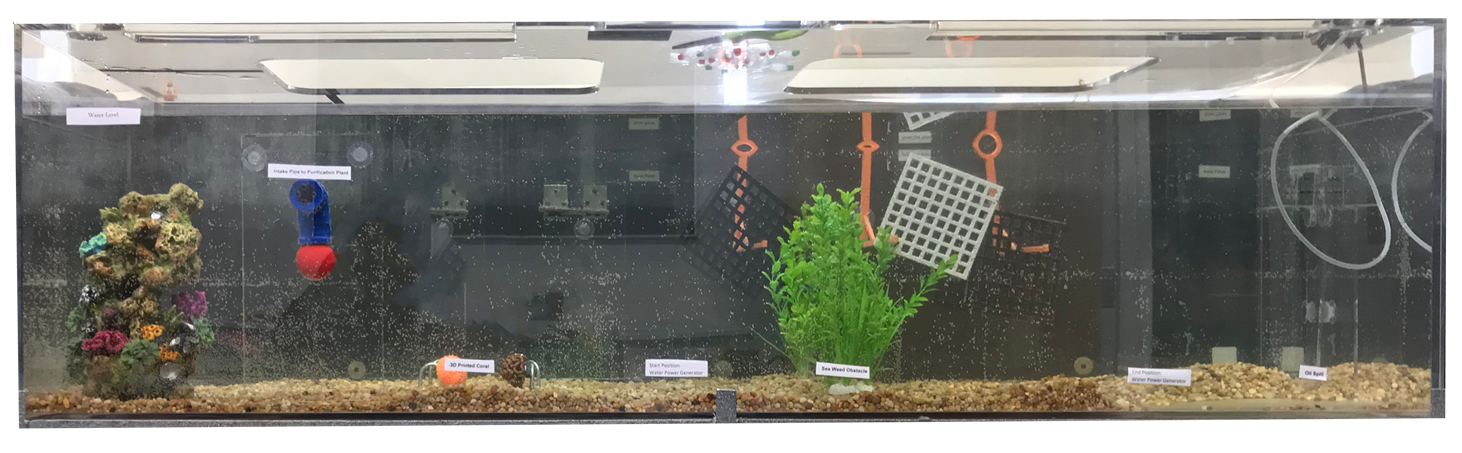 Water Level
Intake Pipe to Purification Plant
3D Printed Coral
Start Position:
Water Power Generator
Sea Weed Obstacle
End Position:
Water Power Generator
Oil Spill